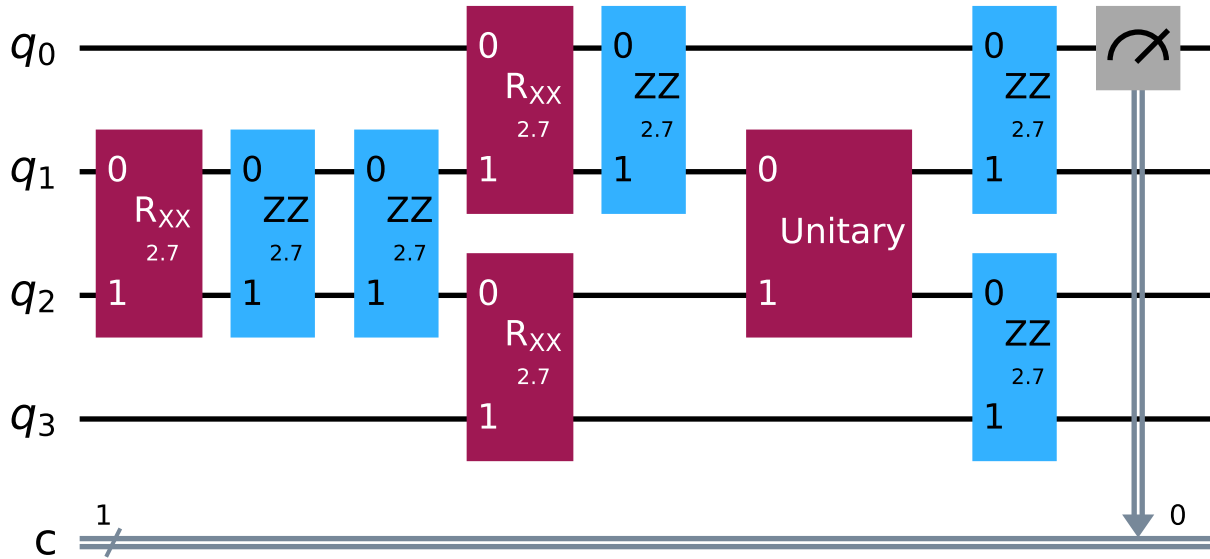 q0 0 0 0
RXX ZZ ZZ
2.7 2.7 2.7
q1 0 0 0 1 1 0 1
RXX ZZ ZZ Unitary
2.7 2.7 2.7
q2 1 1 1 0 1 0
RXX ZZ
2.7 2.7
q3 1 1
1 0
c